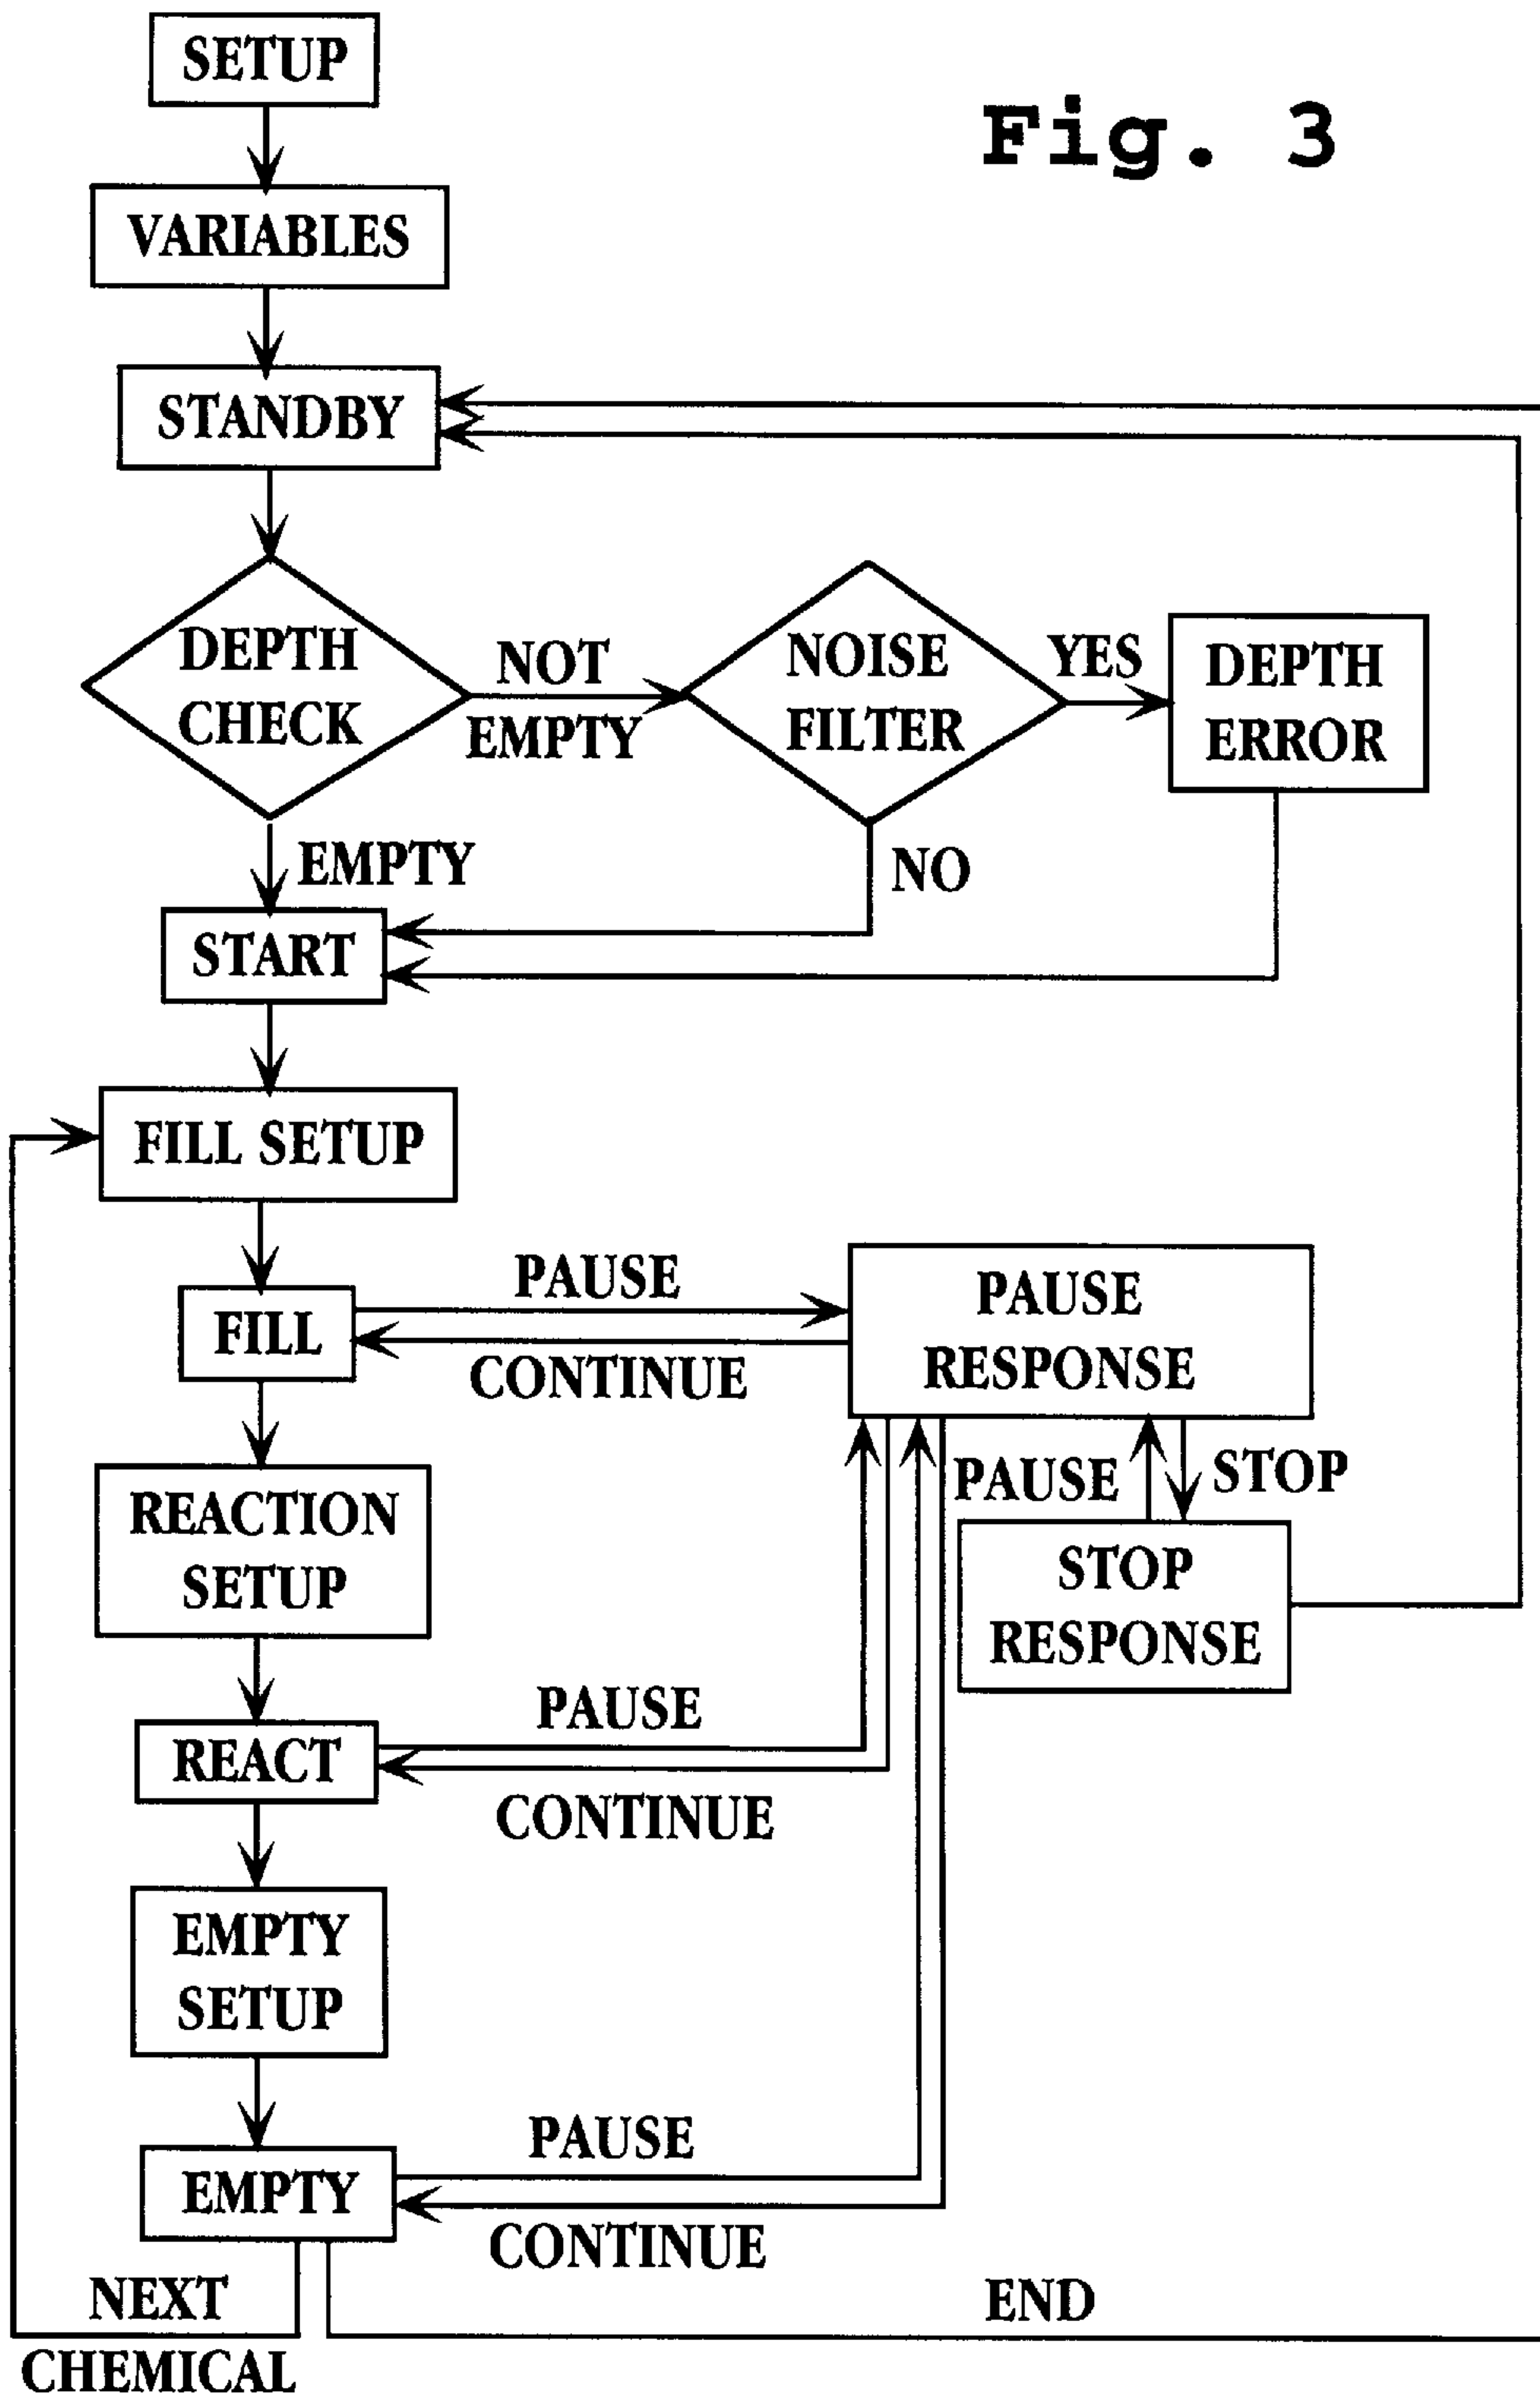 SETUP
Fig. 3
VARIABLES
STANDBY
DEPTH
CHECK
NOT
EMPTY
NOISE
FILTER
YES
DEPTH
ERROR
EMPTY
NO
START
FILL SETUP
FILL
PAUSE
CONTINUE
PAUSE
RESPONSE
PAUSE
STOP
REACTION
SETUP
STOP
RESPONSE
REACT
PAUSE
CONTINUE
EMPTY
SETUP
EMPTY
PAUSE
CONTINUE
NEXT
CHEMICAL
END